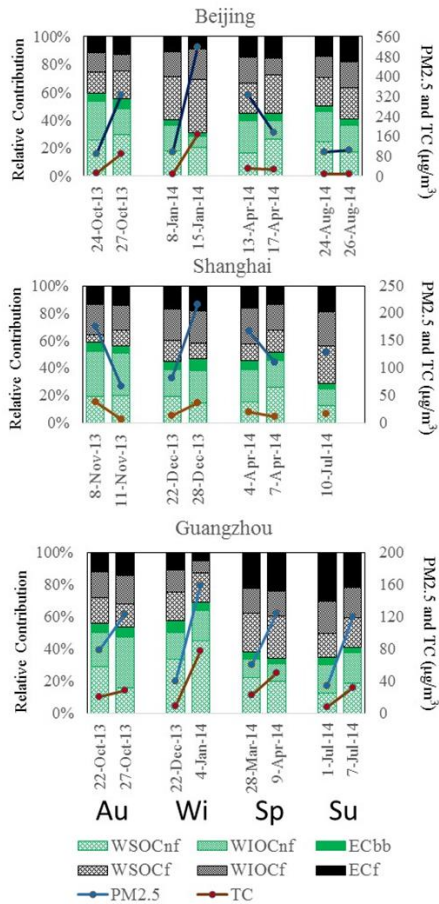 Beijing
Relative Contribution
100%
80%
60%
40%
20%
0%
560
480
400
320
240
160
80
0
PM2.5 and TC (μg/m³)
24-Oct-13
27-Oct-13
8-Jan-14
15-Jan-14
13-Apr-14
17-Apr-14
24-Aug-14
26-Aug-14
Shanghai
Relative Contribution
100%
80%
60%
40%
20%
0%
250
200
150
100
50
0
PM2.5 and TC (μg/m³)
8-Nov-13
11-Nov-13
22-Dec-13
28-Dec-13
4-Apr-14
7-Apr-14
10-Jul-14
Guangzhou
Relative Contribution
100%
80%
60%
40%
20%
0%
200
160
120
80
40
0
PM2.5 and TC (μg/m³)
22-Oct-13
27-Oct-13
22-Dec-13
4-Jan-14
28-Mar-14
9-Apr-14
1-Jul-14
7-Jul-14
Au Wi Sp Su
WSOCnf WIOCnf ECbb
WSOCf WIOCf ECf
PM2.5 TC